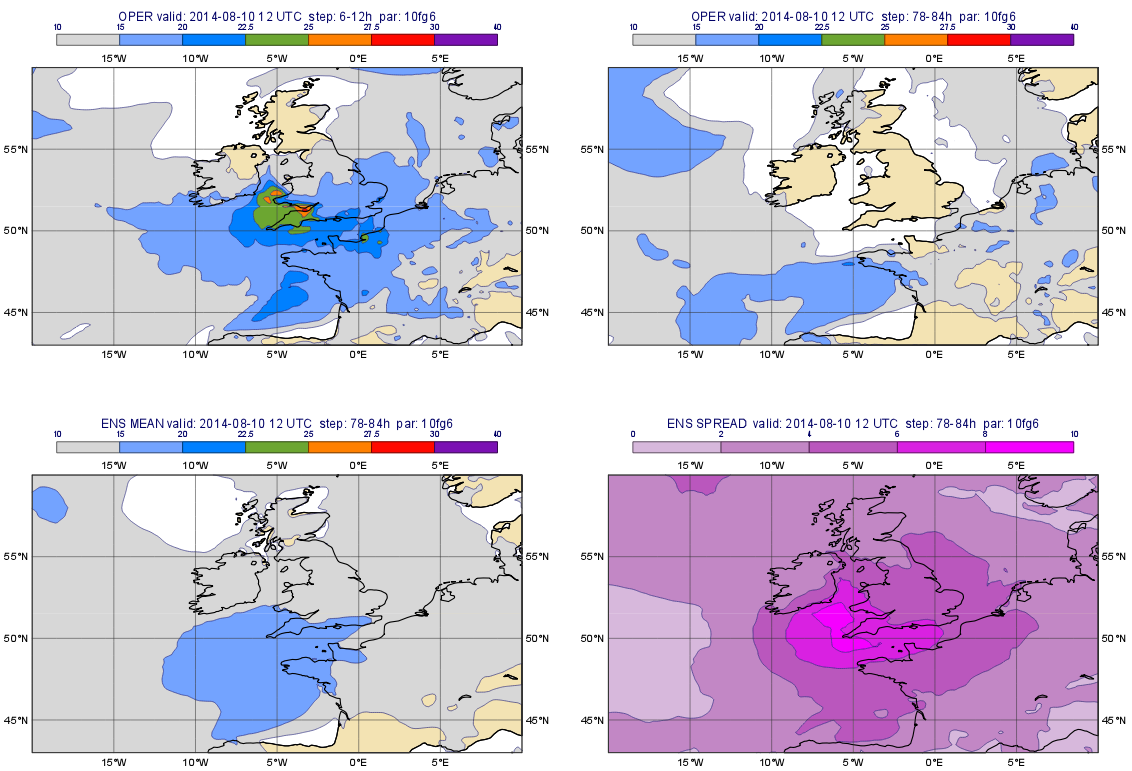 OPER valid: 2014-08-10 12 UTC step: 6-12h par: 10fg6
10 15 20 22.5 25 27.5 30 40
15°W 10°W 5°W 0°E 5°E
55°N
50°N
45°N
15°W 10°W 5°W 0°E 5°E
OPER valid: 2014-08-10 12 UTC step: 78-84h par: 10fg6
10 15 20 22.5 25 27.5 30 40
15°W 10°W 5°W 0°E 5°E
55°N 55°N
50°N 50°N
45°N 45°N
15°W 10°W 5°W 0°E 5°E
ENS MEAN valid: 2014-08-10 12 UTC step: 78-84h par: 10fg6
10 15 20 22.5 25 27.5 30 40
15°W 10°W 5°W 0°E 5°E
55°N
50°N
45°N
15°W 10°W 5°W 0°E 5°E
ENS SPREAD valid: 2014-08-10 12 UTC step: 78-84h par: 10fg6
0 2 4 6 8 10
15°W 10°W 5°W 0°E 5°E
55°N 55°N
50°N 50°N
45°N 45°N
15°W 10°W 5°W 0°E 5°E